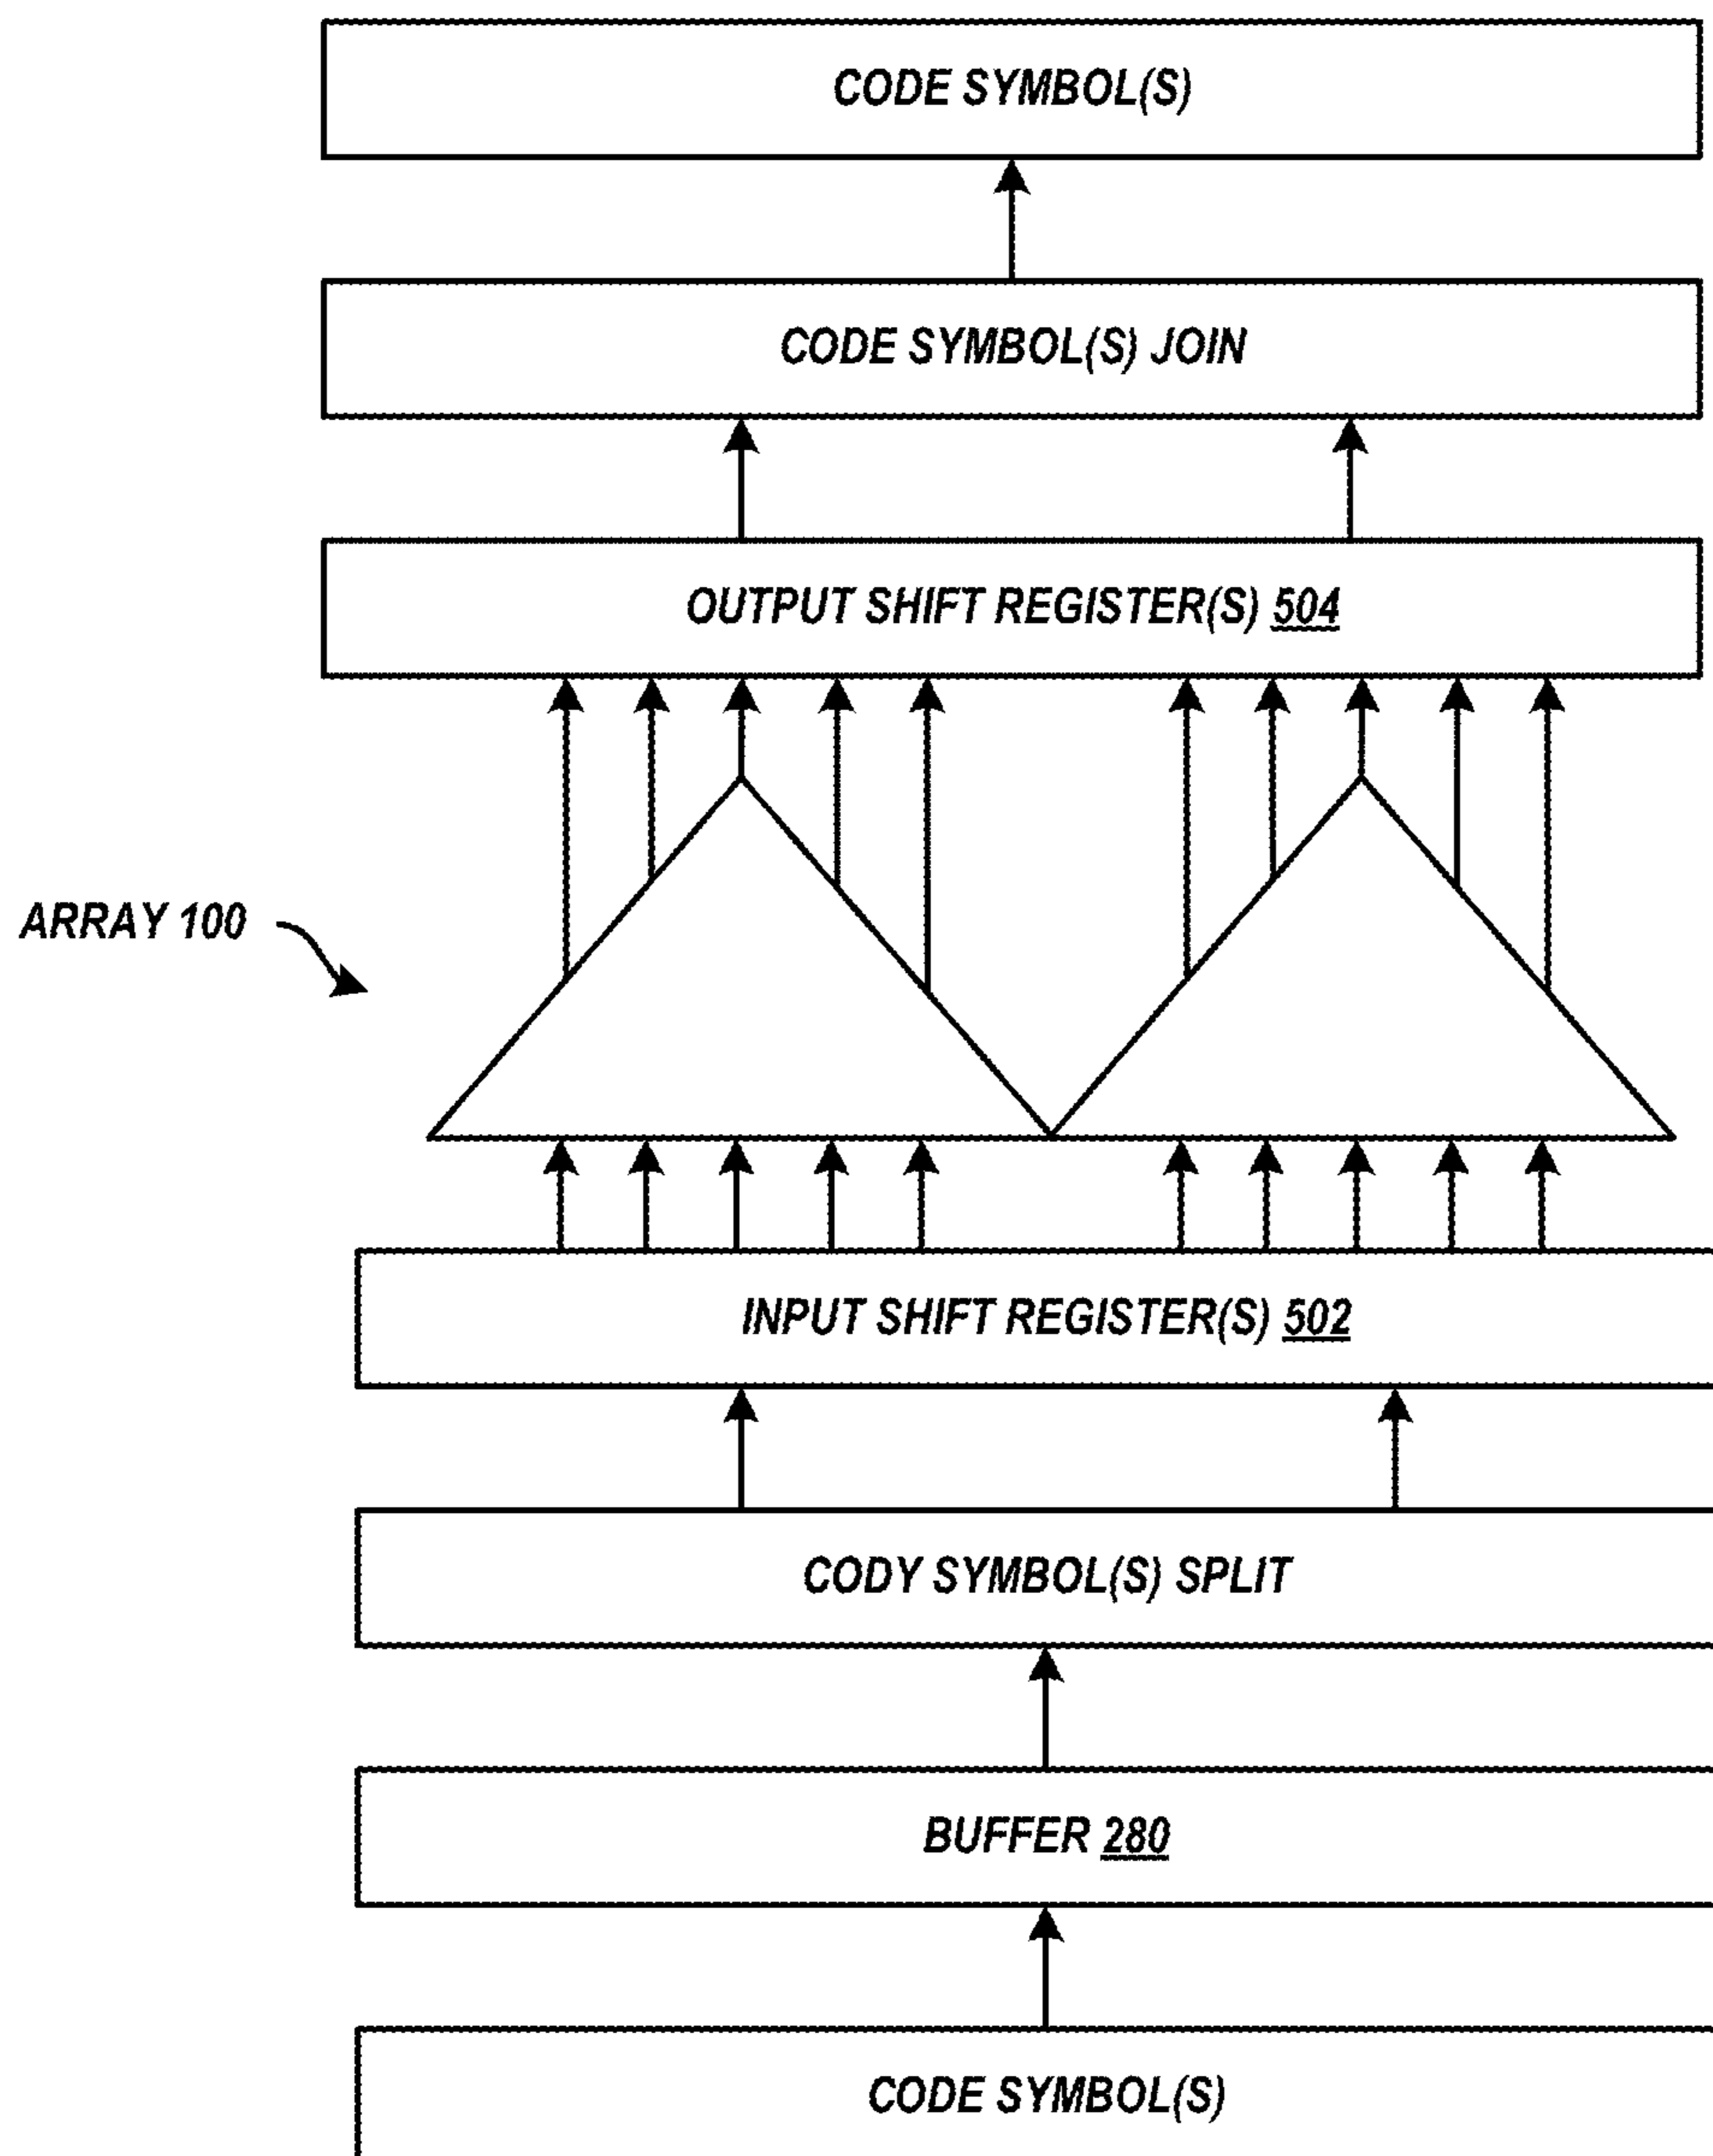 CODE SYMBOL(S)
CODE SYMBOL(S) JOIN
OUTPUT SHIFT REGISTER(S) 504
ARRAY 100
INPUT SHIFT REGISTER(S) 502
CODY SYMBOL(S) SPLIT
BUFFER 280
CODE SYMBOL(S)